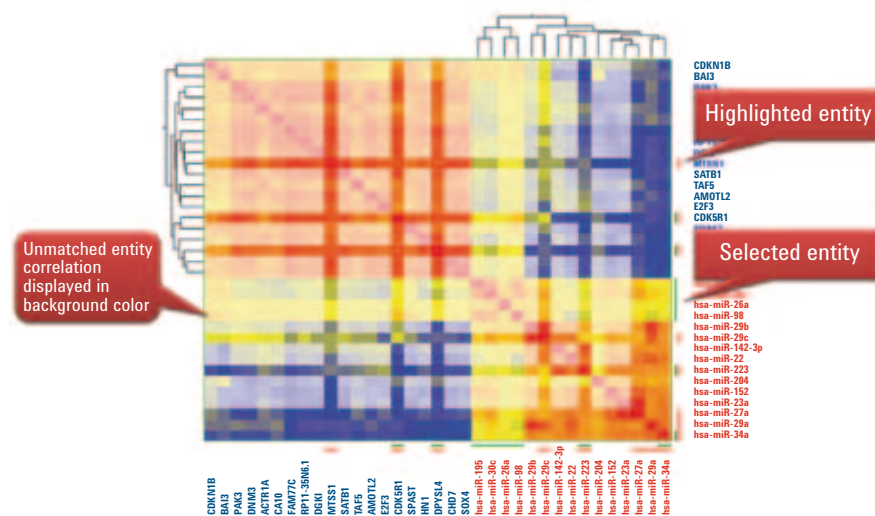 CDKN1B
BAI3
Highlighted entity
MTSS1
SATB1
TAF5
AMOTL2
E2F3
CDK5R1
Unmatched entity
correlation
displayed in
background color
Selected entity
hsa-miR-26a
hsa-miR-98
hsa-miR-29b
hsa-miR-29c
hsa-miR-142-3p
hsa-miR-22
hsa-miR-223
hsa-miR-204
hsa-miR-152
hsa-miR-23a
hsa-miR-27a
hsa-miR-29a
hsa-miR-34a
CDKN1B
BAI3
PAK3
DNM3
ACTR1A
CA10
FAM77C
RP11-35N6.1
DGKI
MTSS1
SATB1
TAF5
AMOTL2
E2F3
CDK5R1
SPAST
HN1
DPYSL4
CHD7
SOX4
hsa-miR-195
hsa-miR-30c
hsa-miR-26a
hsa-miR-98
hsa-miR-29b
hsa-miR-29c
hsa-miR-142-3p
hsa-miR-22
hsa-miR-223
hsa-miR-204
hsa-miR-152
hsa-miR-23a
hsa-miR-27a
hsa-miR-29a
hsa-miR-34a